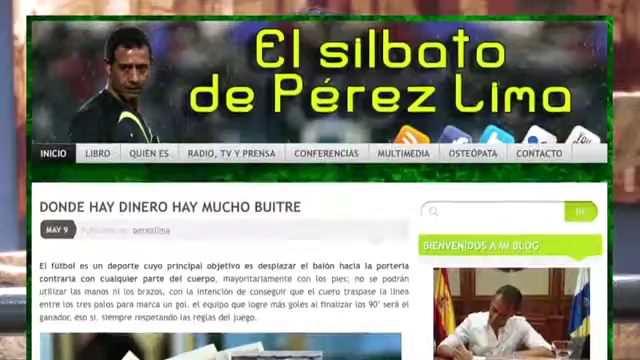 El silbato
de Pérez Lima
INICIO LIBRO QUIÉN ES RADIO, TV Y PRENSA CONFERENCIAS MULTIMEDIA OSTEÓPATA CONTACTO
DONDE HAY DINERO HAY MUCHO BUITRE
MAY 9 por perezlima
IR
BIENVENIDOS A MI BLOG
El fútbol es un deporte cuyo principal objetivo es desplazar el balón hacia la portería
contraria con cualquier parte del cuerpo, mayoritariamente con los pies; no se podrán
utilizar las manos ni los brazos, con la intención de conseguir que el cuero traspase la línea
entre los tres palos para marca un gol, el equipo que logre más goles al finalizar los 90' será el
ganador, eso si, siempre respetando las reglas del juego.